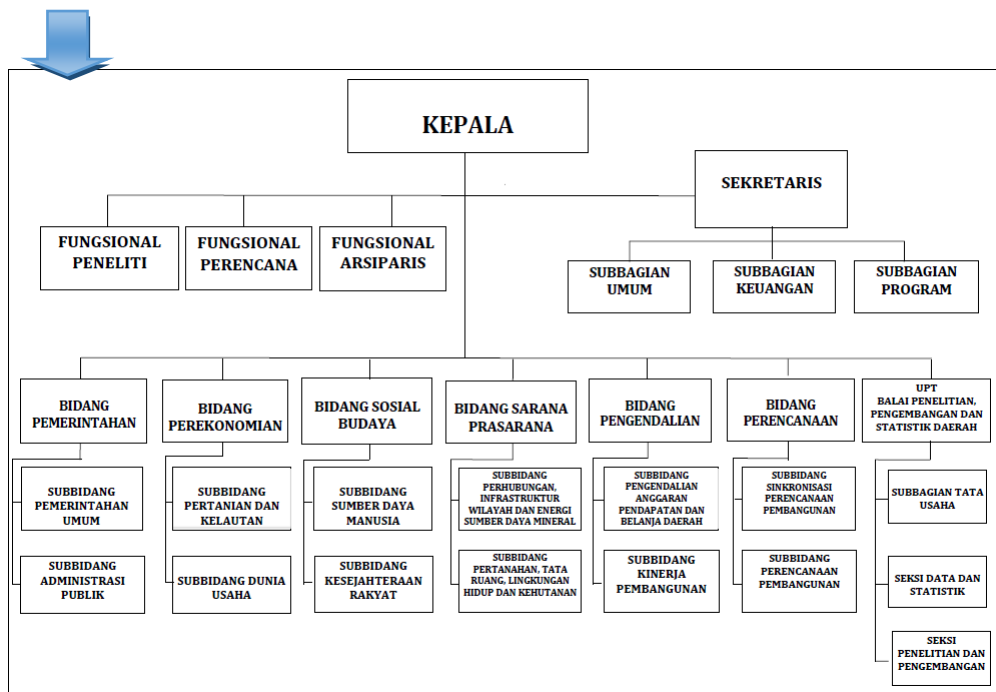 KEPALA
SEKRETARIS
FUNGSIONAL
PENELITI
FUNGSIONAL
PERENCANA
FUNGSIONAL
ARSIPARIS
SUBBAGIAN
UMUM
SUBBAGIAN
KEUANGAN
SUBBAGIAN
PROGRAM
BIDANG
PEMERINTAHAN
BIDANG
PEREKONOMIAN
BIDANG SOSIAL
BUDAYA
BIDANG SARANA
PRASARANA
BIDANG
PENGENDALIAN
BIDANG
PERENCANAAN
UPT
BALAI PENELITIAN,
PENGEMBANGAN DAN
STATISTIK DAERAH
SUBBIDANG
PEMERINTAHAN
UMUM
SUBBIDANG
PERTANIAN DAN
KELAUTAN
SUBBIDANG
SUMBER DAYA
MANUSIA
SUBBIDANG
PERHUBUNGAN,
INFRASTRUKTUR
WILAYAH DAN ENERGI
SUMBER DAYA MINERAL
SUBBIDANG
PENGENDALIAN
ANGGARAN
PENDAPATAN DAN
BELANJA DAERAH
SUBBIDANG
SINKRONISASI
PERENCANAAN
PEMBANGUNAN
SUBBAGIAN TATA
USAHA
SUBBIDANG
ADMINISTRASI
PUBLIK
SUBBIDANG DUNIA
USAHA
SUBBIDANG
KESEJAHTERAAN
RAKYAT
SUBBIDANG
PERTANAHAN, TATA
RUANG, LINGKUNGAN
HIDUP DAN KEHUTANAN
SUBBIDANG
KINERJA
PEMBANGUNAN
SUBBIDANG
PERENCANAAN
PEMBANGUNAN
SEKSI DATA DAN
STATISTIK
SEKSI
PENELITIAN DAN
PENGEMBANGAN